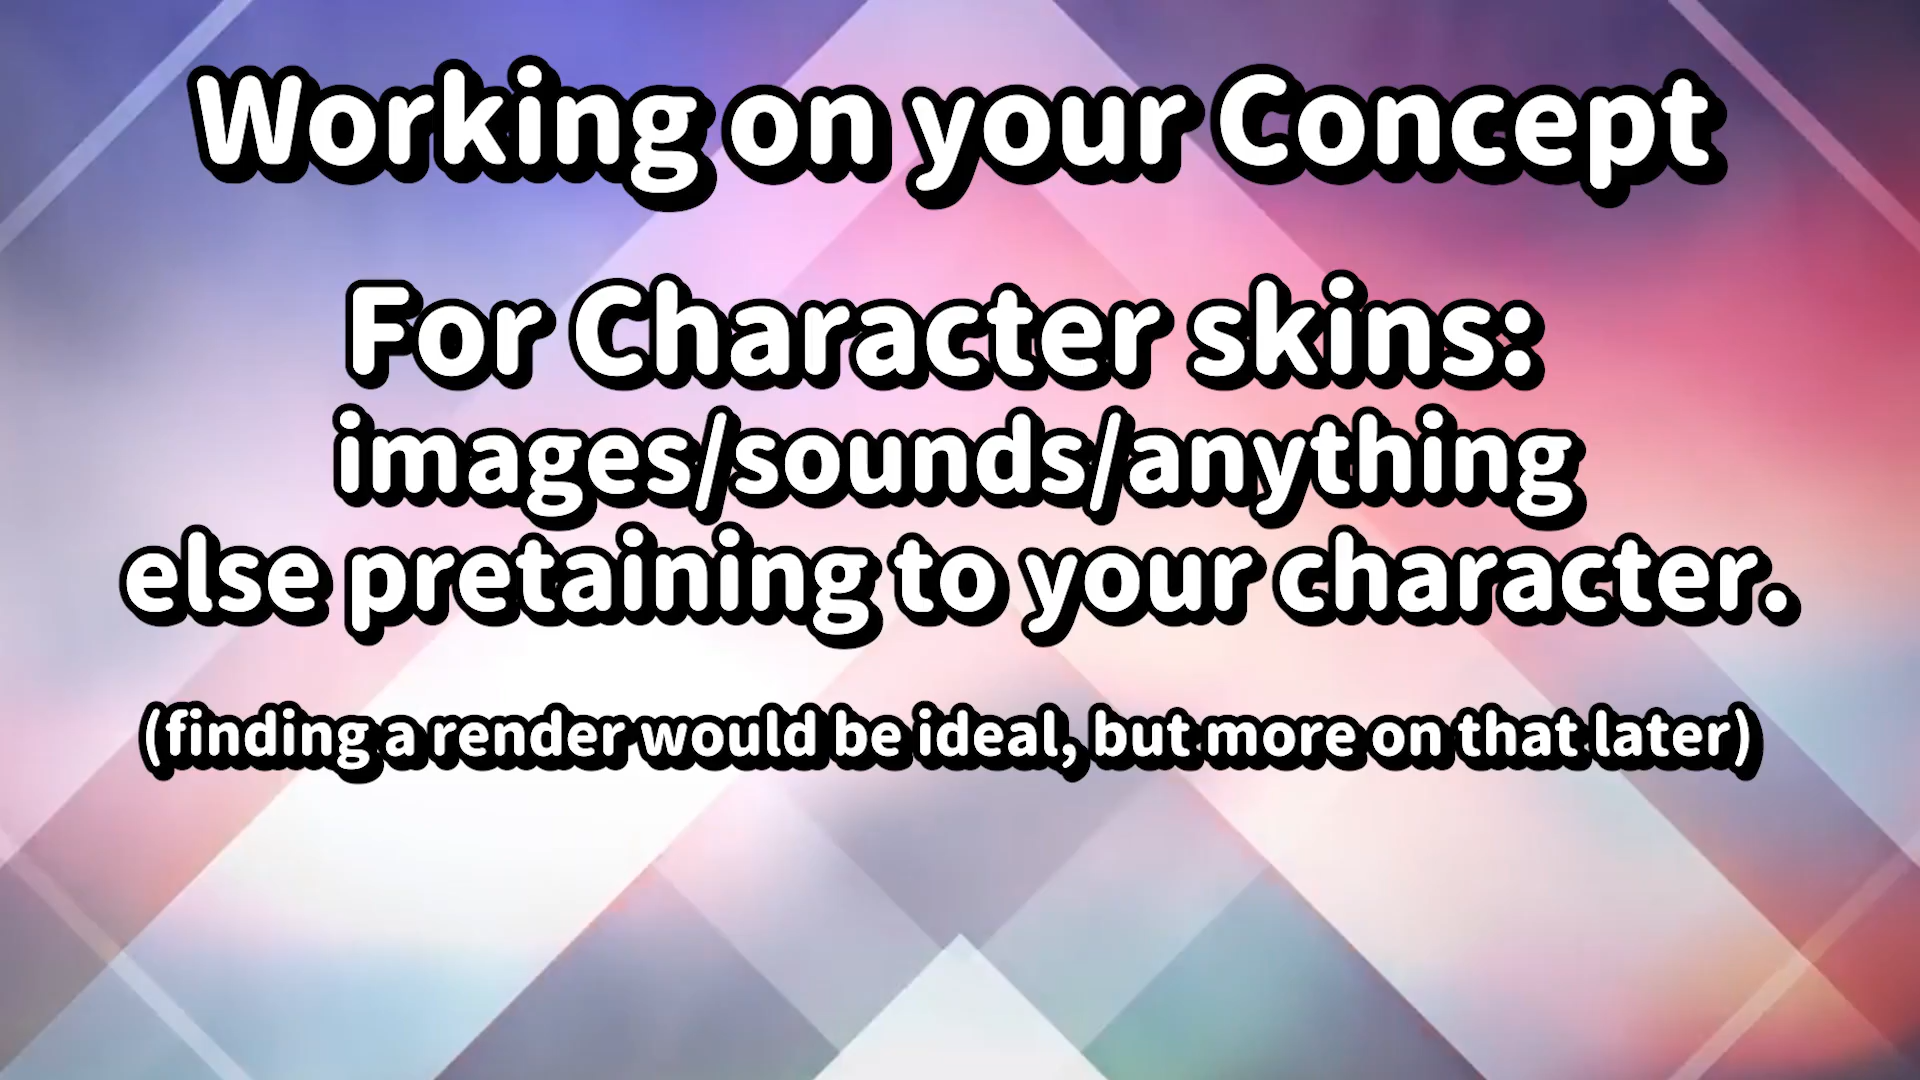 Working on your Concept
For Character skins:
images/sounds/anything
else pretaining to your character.
(finding a render would be ideal, but more on that later)